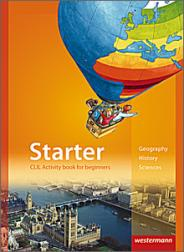 Starter
CLIL Activity book for beginners
Geography
History
Sciences
westermann